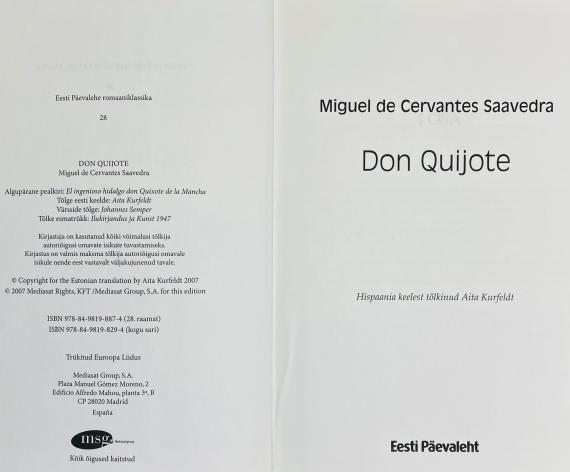 Eesti Päevalehe romaaniklassika
28
DON QUIJOTE
Miguel de Cervantes Saavedra
Algupärane pealkiri: El ingenioso hidalgo don Quixote de la Mancha
Tõlge eesti keelde: Aita Kurfeldt
Värsside tõlge: Johannes Semper
Tõlke esmatrükk: Ilukirjandus ja Kunst 1947
Kirjastaja on kasutanud kõiki võimalusi tõlkija
autoriõigusi omavate isikute tuvastamiseks.
Kirjastus on valmis maksma tõlkija autoriõigusi omavale
isikule nende eest vastavalt väljakujunenud tavale.
© Copyright for the Estonian translation by Aita Kurfeldt 2007
© 2007 Mediasat Rights, KFT /Mediasat Group, S.A. for this edition
ISBN 978-84-9819-887-4 (28. raamat)
ISBN 978-84-9819-829-4 (kogu sari)
Trükitud Euroopa Liidus
Mediasat Group, S.A.
Plaza Manuel Gómez Moreno, 2
Edificio Alfredo Mahou, planta 3ª, B
CP 28020 Madrid
España
msg
Kõik õigused kaitstud
Miguel de Cervantes Saavedra
Don Quijote
Hispaania keelest tõlkinud Aita Kurfeldt
Eesti Päevaleht